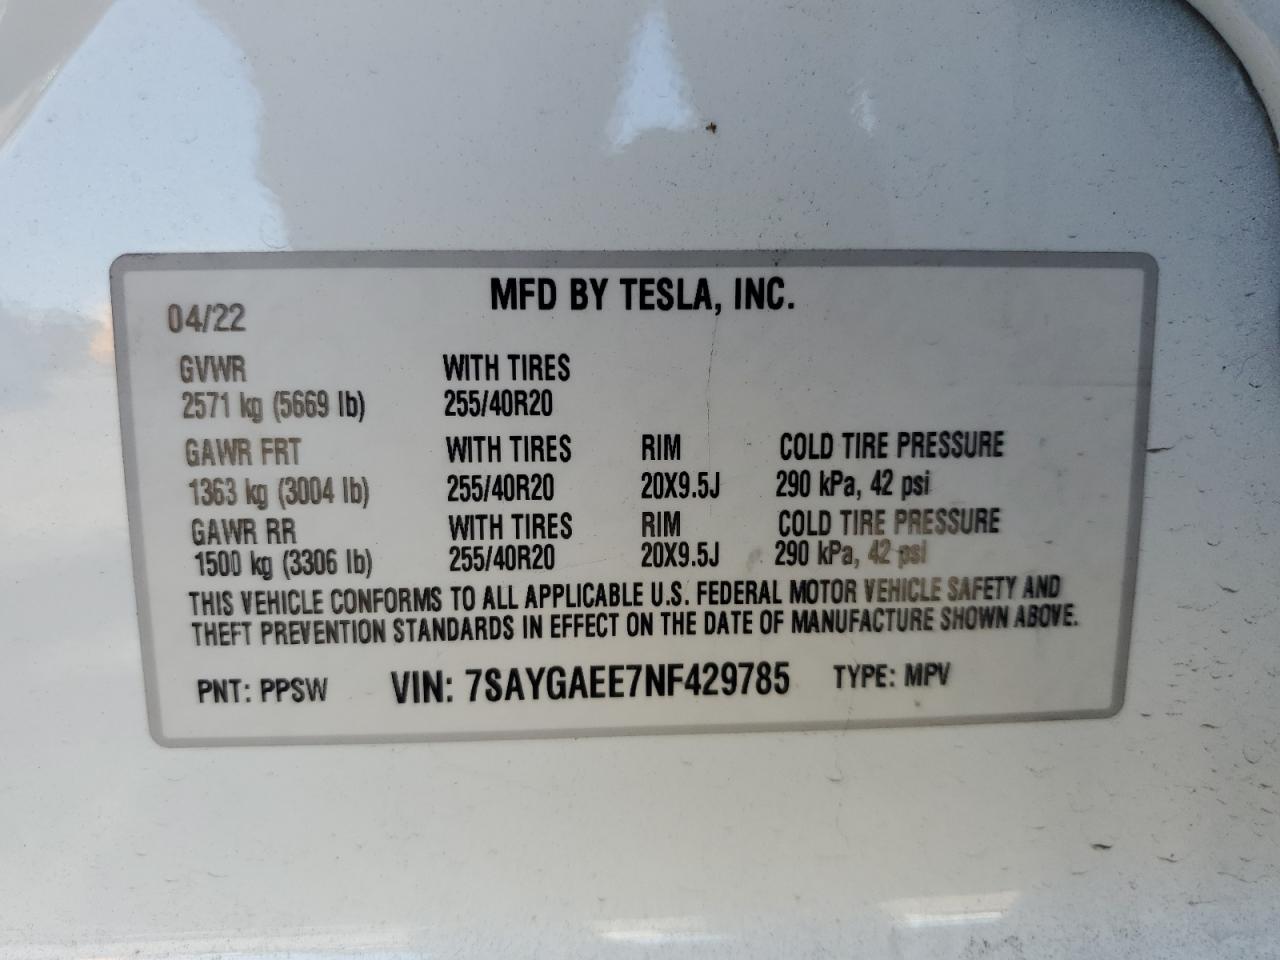 MFD BY TESLA, INC.
04/22
GVWR WITH TIRES
2571 kg (5669 lb) 255/40R20
GAWR FRT WITH TIRES RIM COLD TIRE PRESSURE
1363 kg (3004 lb) 255/40R20 20X9.5J 290 kPa, 42 psi
GAWR RR WITH TIRES RIM COLD TIRE PRESSURE
1500 kg (3306 lb) 255/40R20 20X9.5J 290 kPa, 42 psi
THIS VEHICLE CONFORMS TO ALL APPLICABLE U.S. FEDERAL MOTOR VEHICLE SAFETY AND
THEFT PREVENTION STANDARDS IN EFFECT ON THE DATE OF MANUFACTURE SHOWN ABOVE.
PNT: PPSW VIN: 7SAYGAEE7NF429785 TYPE: MPV